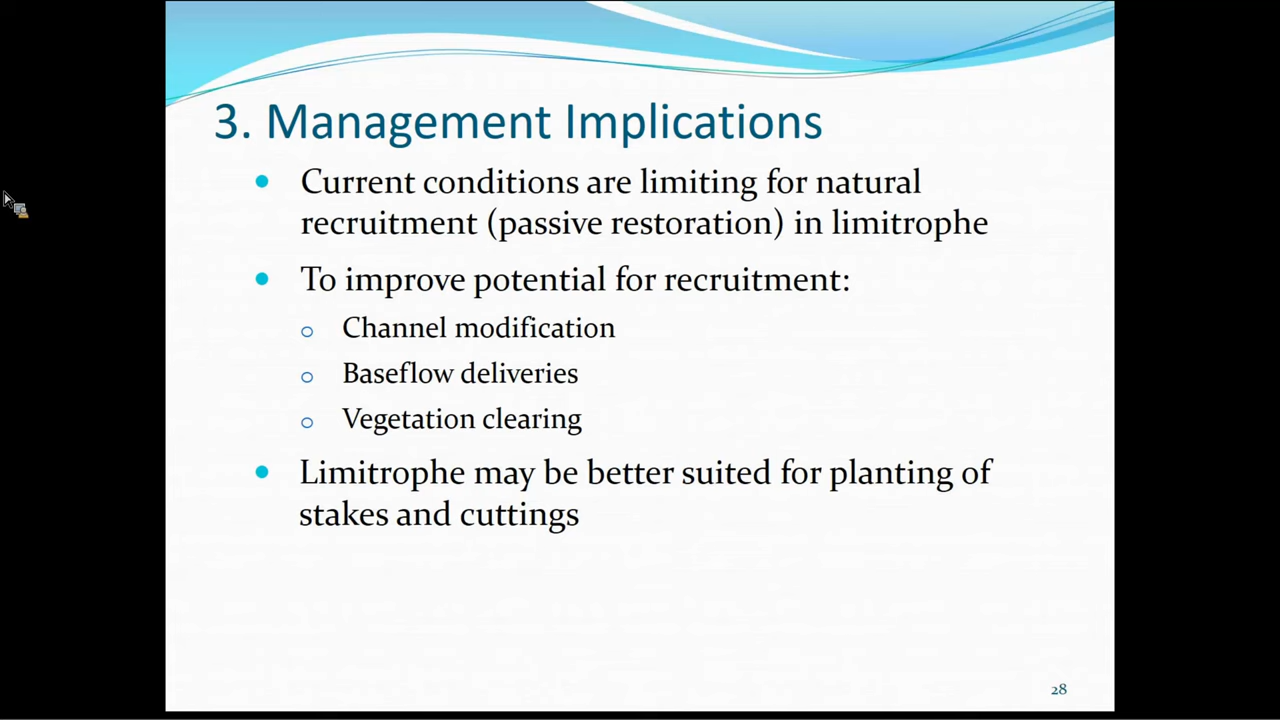 3. Management Implications
Current conditions are limiting for natural
recruitment (passive restoration) in limitrophe
To improve potential for recruitment:
Channel modification
Baseflow deliveries
Vegetation clearing
Limitrophe may be better suited for planting of
stakes and cuttings
28